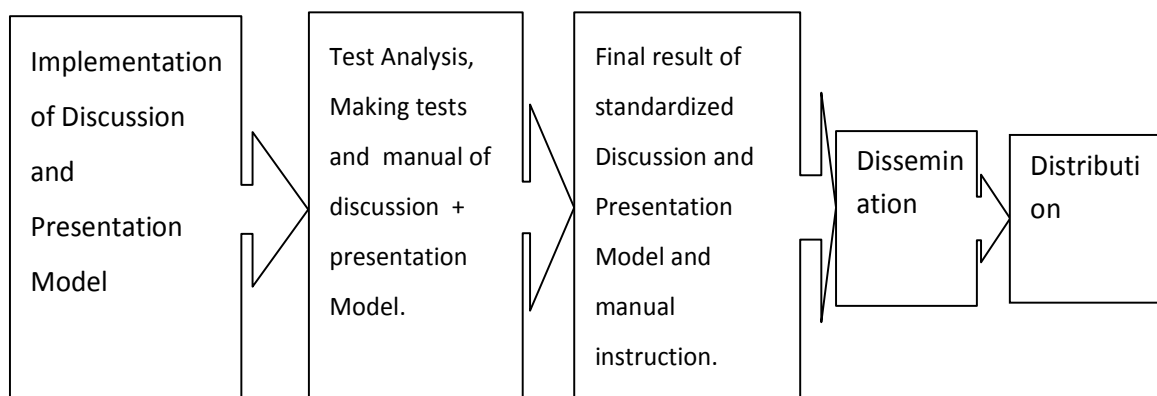 Implementation
of Discussion
and
Presentation
Model
Test Analysis,
Making tests
and manual of
discussion +
presentation
Model.
Final result of
standardized
Discussion and
Presentation
Model and
manual
instruction.
Dissemin
ation
Distributi
on